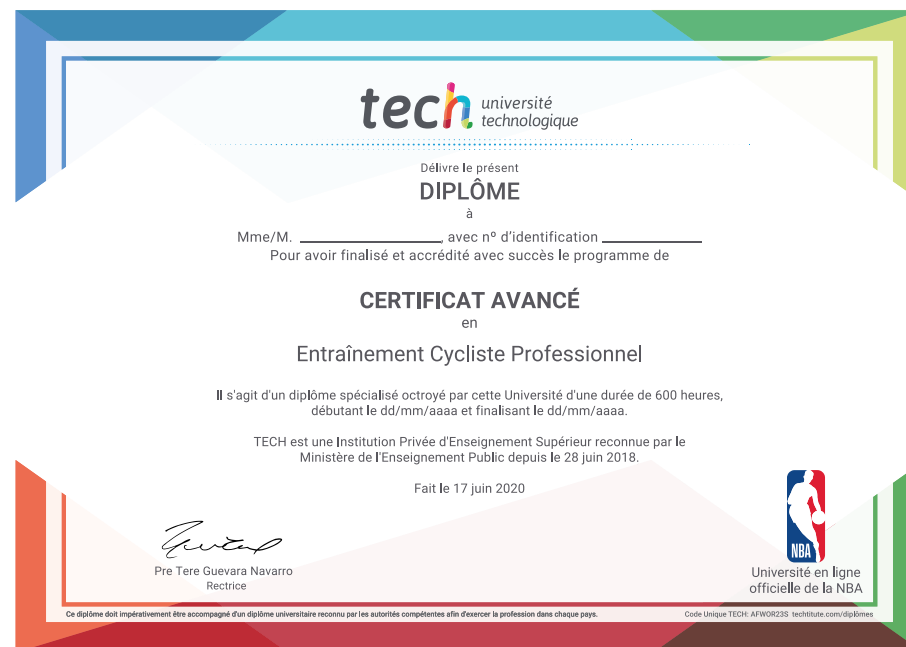 tech université
technologique
Délivre le présent
DIPLÔME
à
Mme/M. ____________, avec nº d'identification ____________
Pour avoir finalisé et accrédité avec succès le programme de
CERTIFICAT AVANCÉ
en
Entraînement Cycliste Professionnel
Il s'agit d'un diplôme spécialisé octroyé par cette Université d'une durée de 600 heures,
débutant le dd/mm/aaaa et finalisant le dd/mm/aaaa.
TECH est une Institution Privée d'Enseignement Supérieur reconnue par le
Ministère de l'Enseignement Public depuis le 28 juin 2018.
Fait le 17 juin 2020
Pre Tere Guevara Navarro
Rectrice
NBA
Université en ligne
officielle de la NBA
Ce diplôme doit impérativement être accompagné d'un diplôme universitaire reconnu par les autorités compétentes afin d'exercer la profession dans chaque pays.
Code Unique TECH: AFWOR23S techtitute.com/diplômes